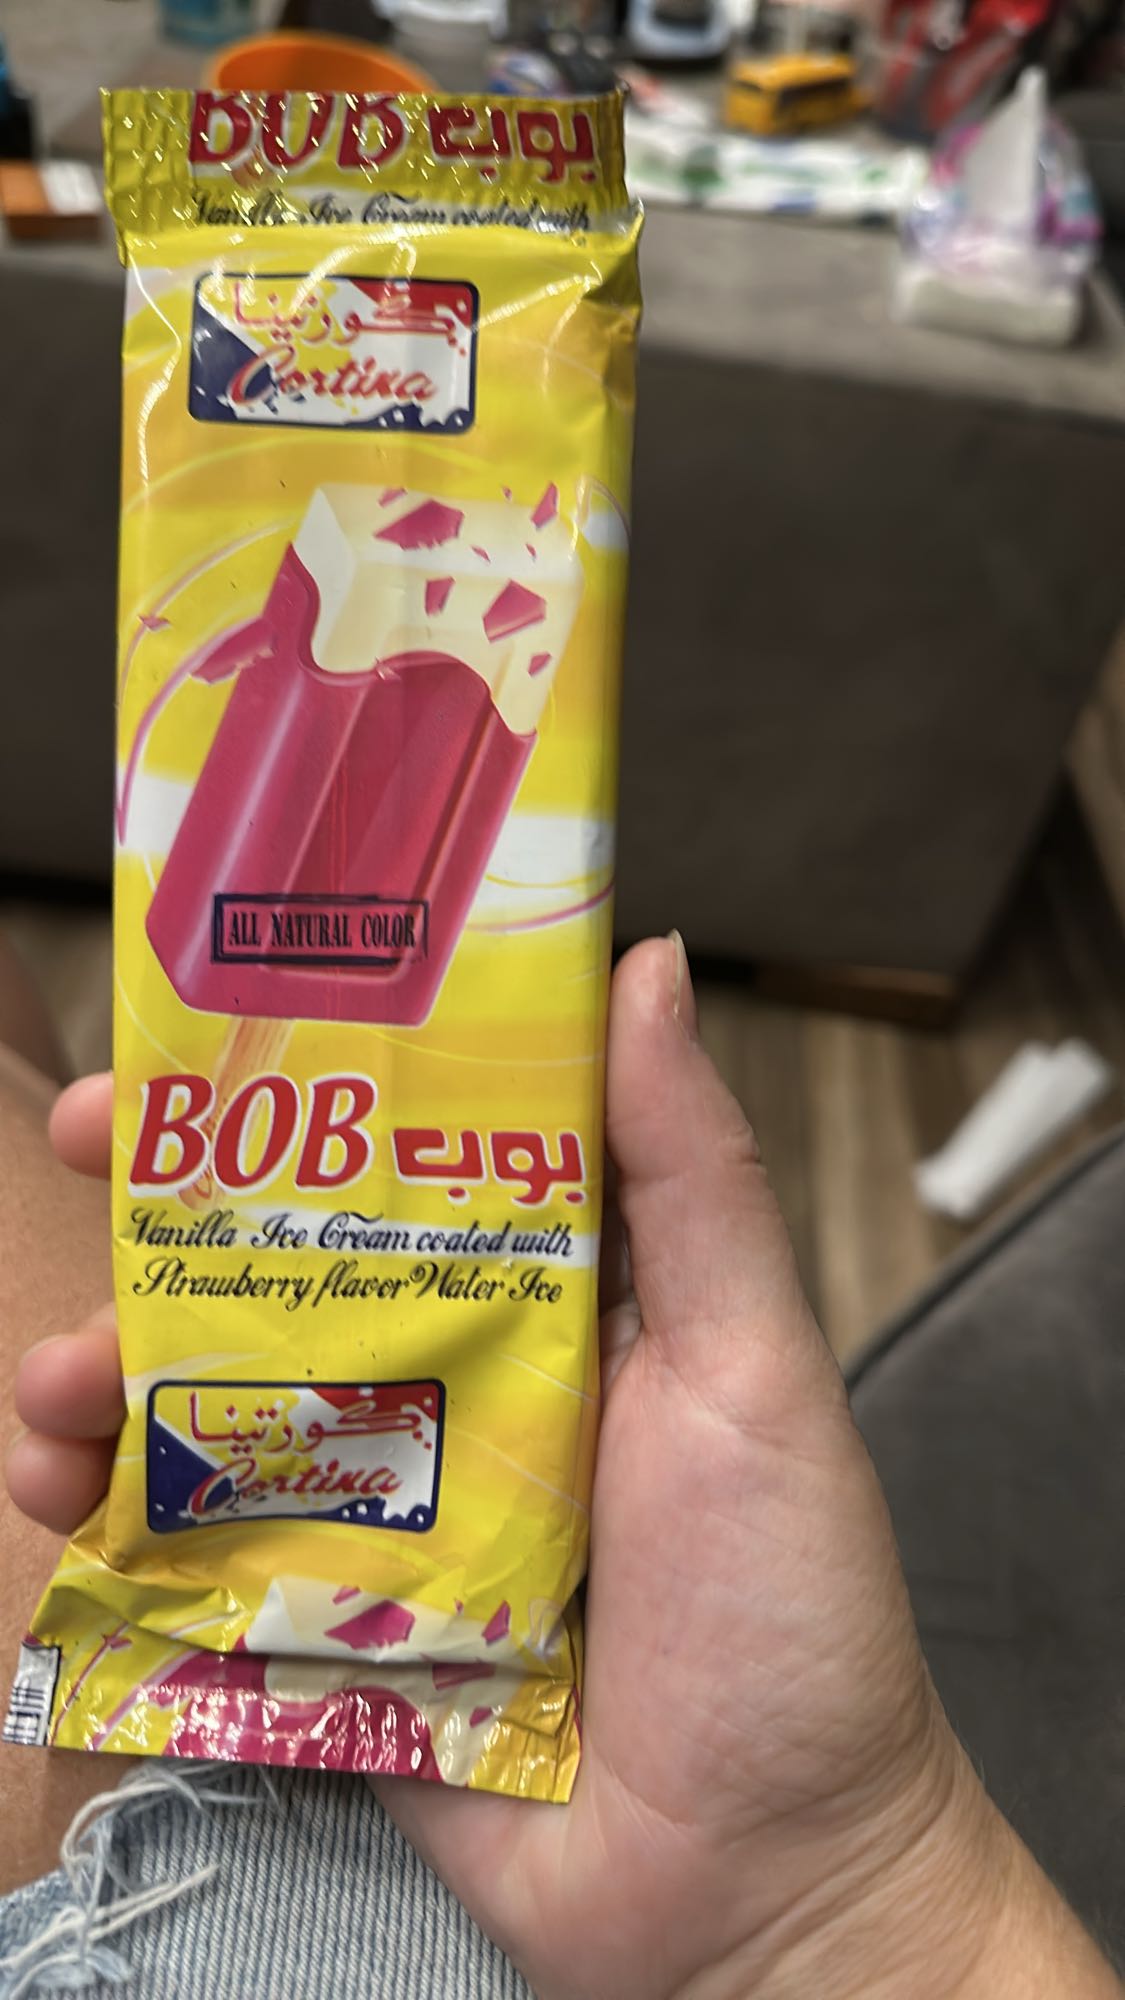 BOB بوب
Vanilla Ice Cream coated with
كورتينا
Cortina
ALL NATURAL COLOR
BOB بوب
Vanilla Ice Cream coated with
Strawberry flavor Water Ice
كورتينا
Cortina